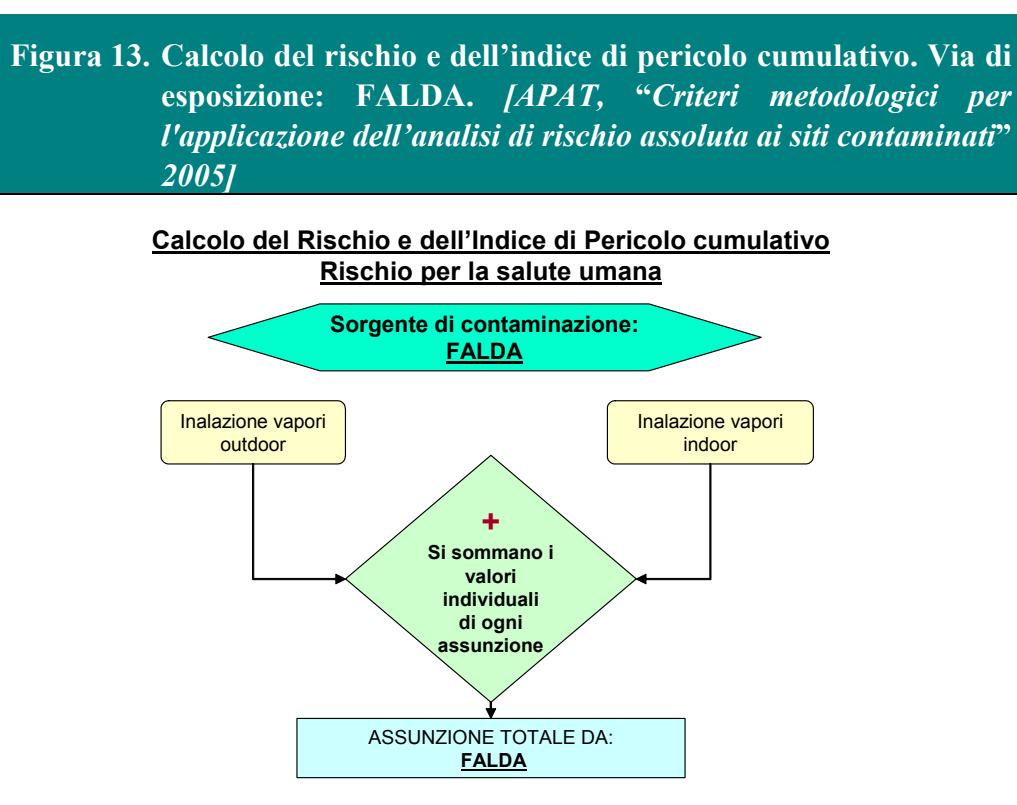 Figura 13. Calcolo del rischio e dell’indice di pericolo cumulativo. Via di
esposizione: FALDA. [APAT, “Criteri metodologici per
l'applicazione dell’analisi di rischio assoluta ai siti contaminati”
2005]
Calcolo del Rischio e dell’Indice di Pericolo cumulativo
Rischio per la salute umana
Sorgente di contaminazione:
FALDA
Inalazione vapori
outdoor
Inalazione vapori
indoor
+
Si sommano i
valori
individuali
di ogni
assunzione
ASSUNZIONE TOTALE DA:
FALDA